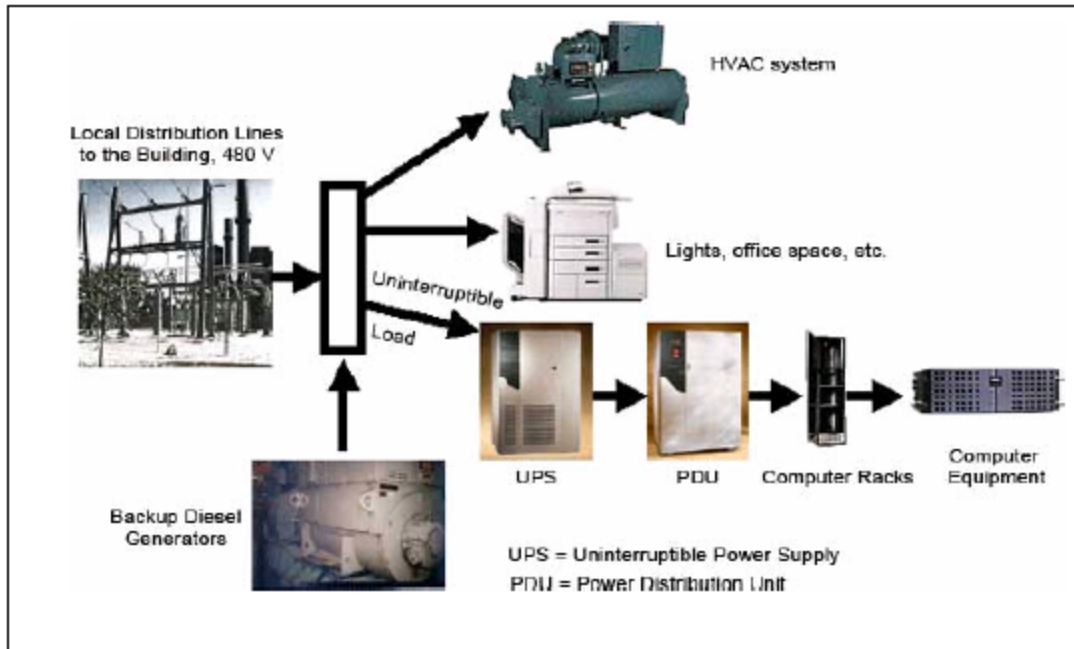 HVAC system
Local Distribution Lines
to the Building, 480 V
Lights, office space, etc.
Uninterruptible
Load
UPS
PDU
Computer Racks
Computer
Equipment
Backup Diesel
Generators
UPS = Uninterruptible Power Supply
PDU = Power Distribution Unit